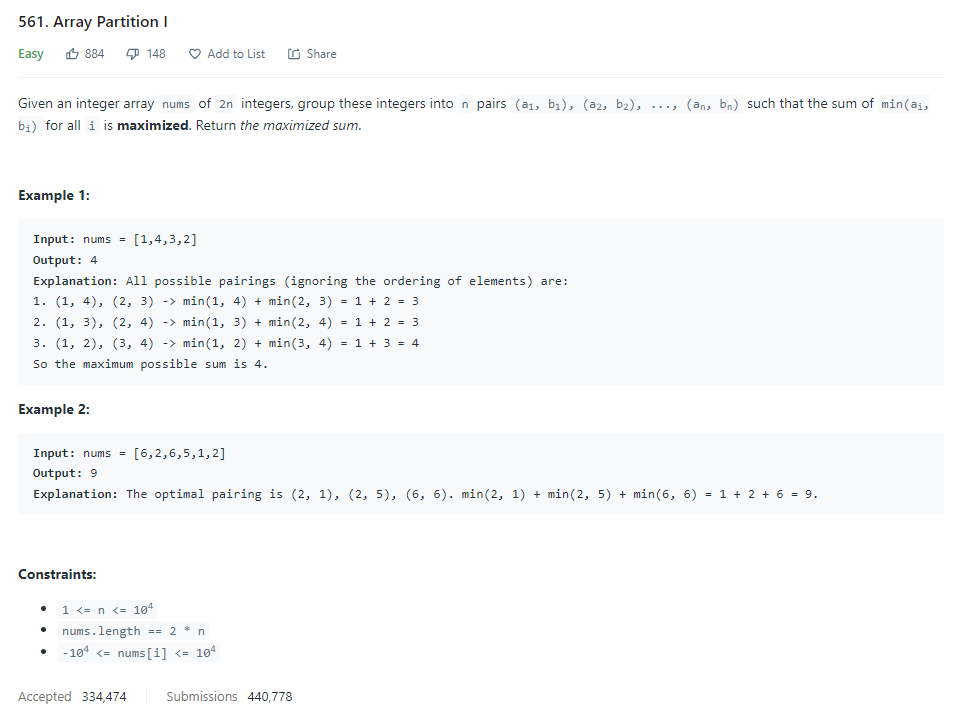 561. Array Partition I
Easy 884 148 Add to List Share
Given an integer array nums of 2n integers, group these integers into n pairs (a₁, b₁), (a₂, b₂), ..., (aₙ, bₙ) such that the sum of min(aᵢ,
bᵢ) for all i is maximized. Return the maximized sum.
Example 1:
Input: nums = [1,4,3,2]
Output: 4
Explanation: All possible pairings (ignoring the ordering of elements) are:
1. (1, 4), (2, 3) -> min(1, 4) + min(2, 3) = 1 + 2 = 3
2. (1, 3), (2, 4) -> min(1, 3) + min(2, 4) = 1 + 2 = 3
3. (1, 2), (3, 4) -> min(1, 2) + min(3, 4) = 1 + 3 = 4
So the maximum possible sum is 4.
Example 2:
Input: nums = [6,2,6,5,1,2]
Output: 9
Explanation: The optimal pairing is (2, 1), (2, 5), (6, 6). min(2, 1) + min(2, 5) + min(6, 6) = 1 + 2 + 6 = 9.
Constraints:
• 1 <= n <= 10⁴
• nums.length == 2 * n
• -10⁴ <= nums[i] <= 10⁴
Accepted 334,474 Submissions 440,778